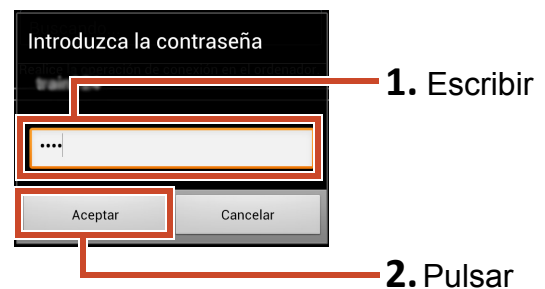 Introduzca la contraseña
1. Escribir
••••
Aceptar
Cancelar
2. Pulsar